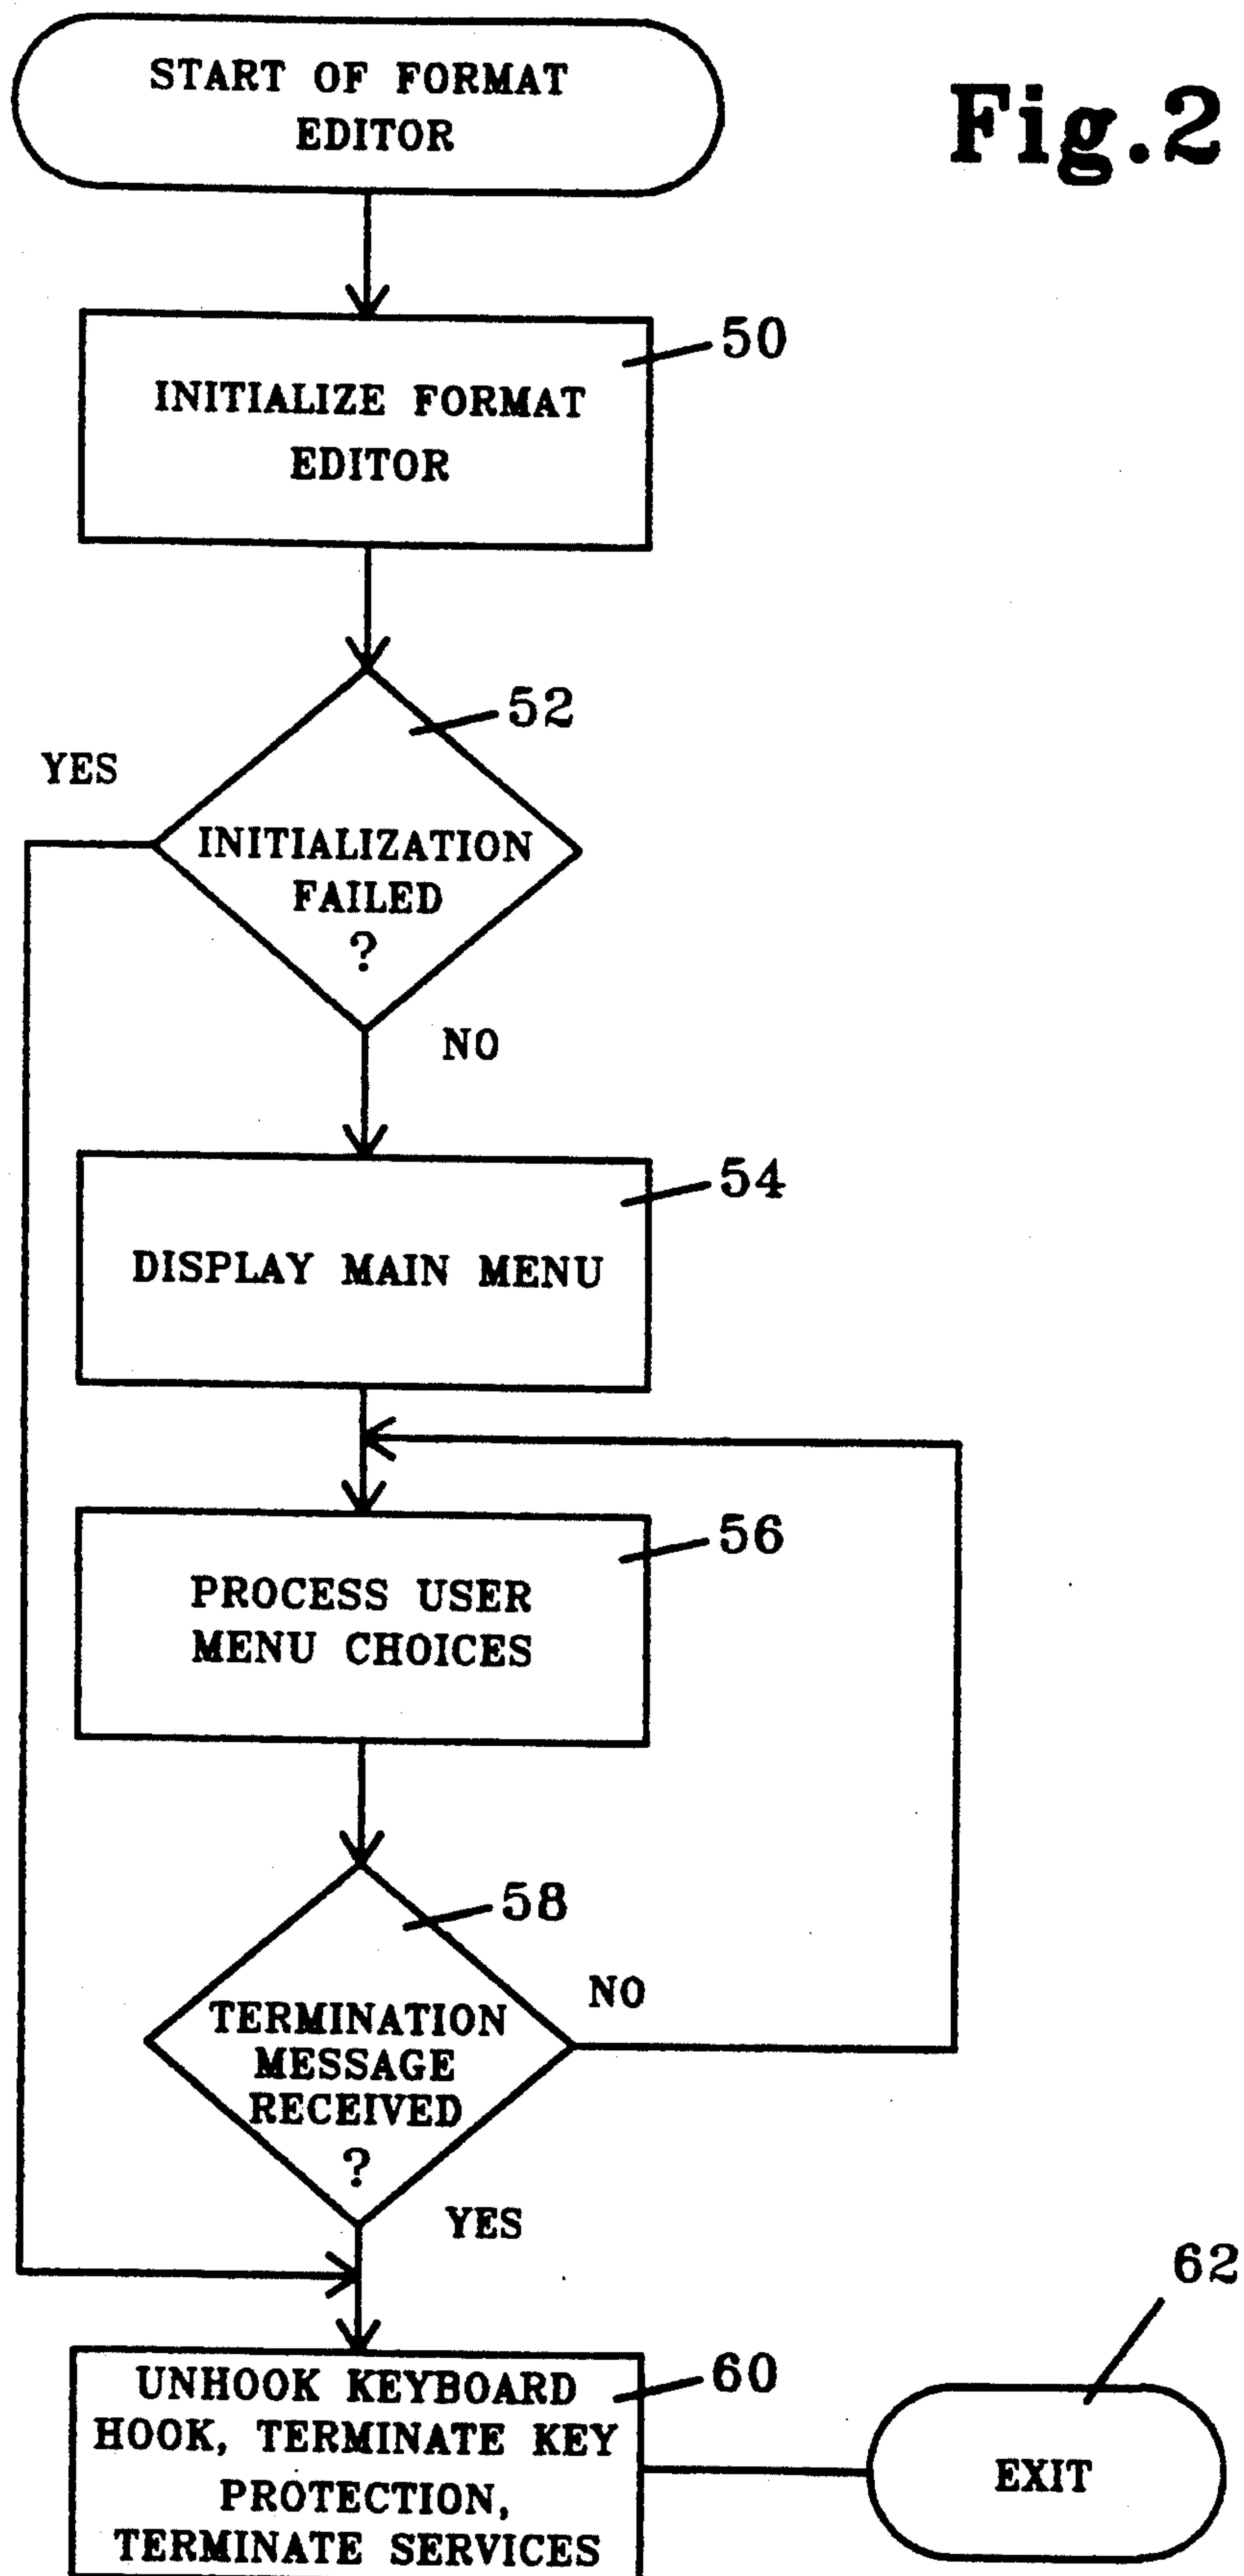 START OF FORMAT
EDITOR
Fig.2
50
INITIALIZE FORMAT
EDITOR
52
YES
INITIALIZATION
FAILED
?
NO
54
DISPLAY MAIN MENU
56
PROCESS USER
MENU CHOICES
58
NO
TERMINATION
MESSAGE
RECEIVED
?
YES
62
60
UNHOOK KEYBOARD
HOOK, TERMINATE KEY
PROTECTION,
TERMINATE SERVICES
EXIT